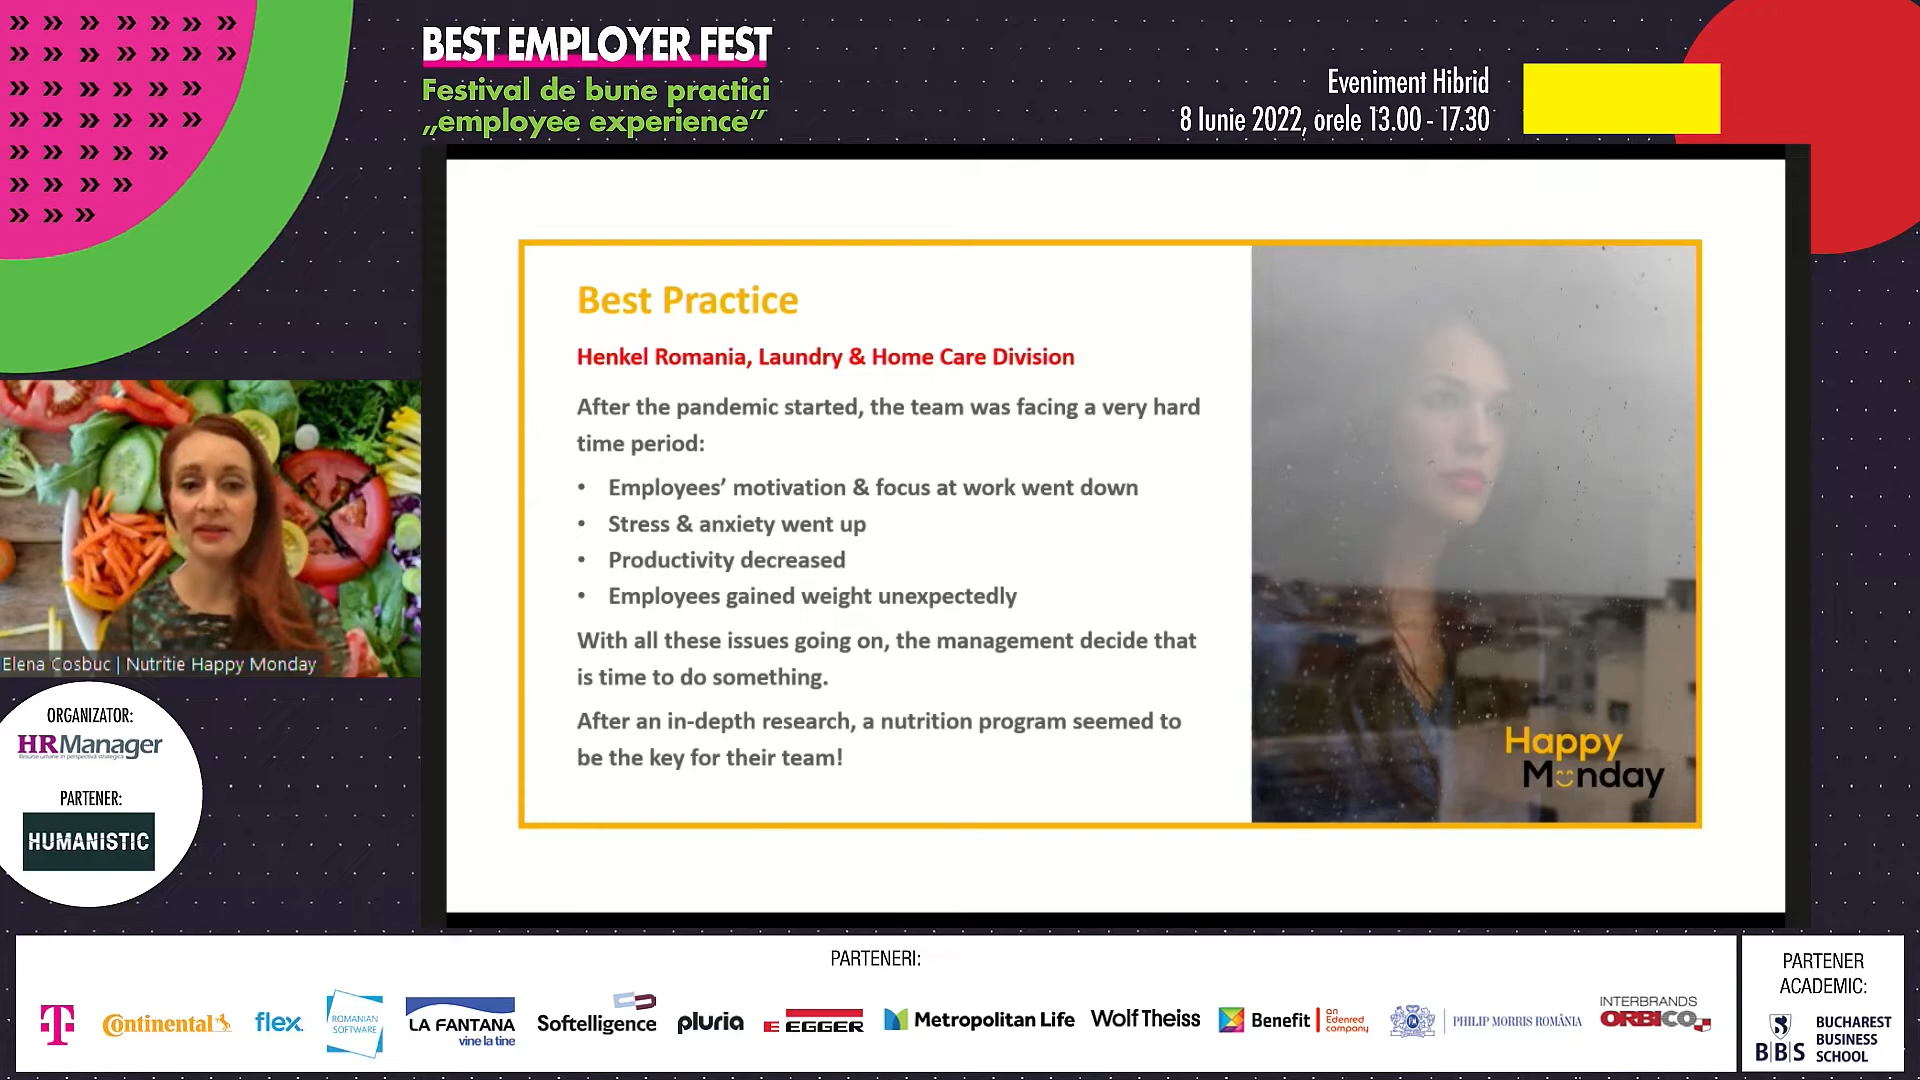 BEST EMPLOYER FEST
Festival de bune practici
„employee experience”
Eveniment Hibrid
8 Iunie 2022, orele 13.00 - 17.30
Best Practice
Henkel Romania, Laundry & Home Care Division
After the pandemic started, the team was facing a very hard
time period:
• Employees’ motivation & focus at work went down
• Stress & anxiety went up
• Productivity decreased
• Employees gained weight unexpectedly
With all these issues going on, the management decide that
is time to do something.
After an in-depth research, a nutrition program seemed to
be the key for their team!
Happy
Monday
Elena Cosbuc | Nutritie Happy Monday
ORGANIZATOR:
HRManager
Resurse umane in perspectiva strategica
PARTENER:
HUMANISTIC
PARTENERI:
T
Continental
flex.
ROMANIAN
SOFTWARE
LA FANTANA
vine la tine
Softelligence
pluria
E EGGER
Metropolitan Life
Wolf Theiss
Benefit
an
Edenred
company
PHILIP MORRIS ROMÂNIA
INTERBRANDS
ORBICO
PARTENER
ACADEMIC:
B|B|S
BUCHAREST
BUSINESS
SCHOOL